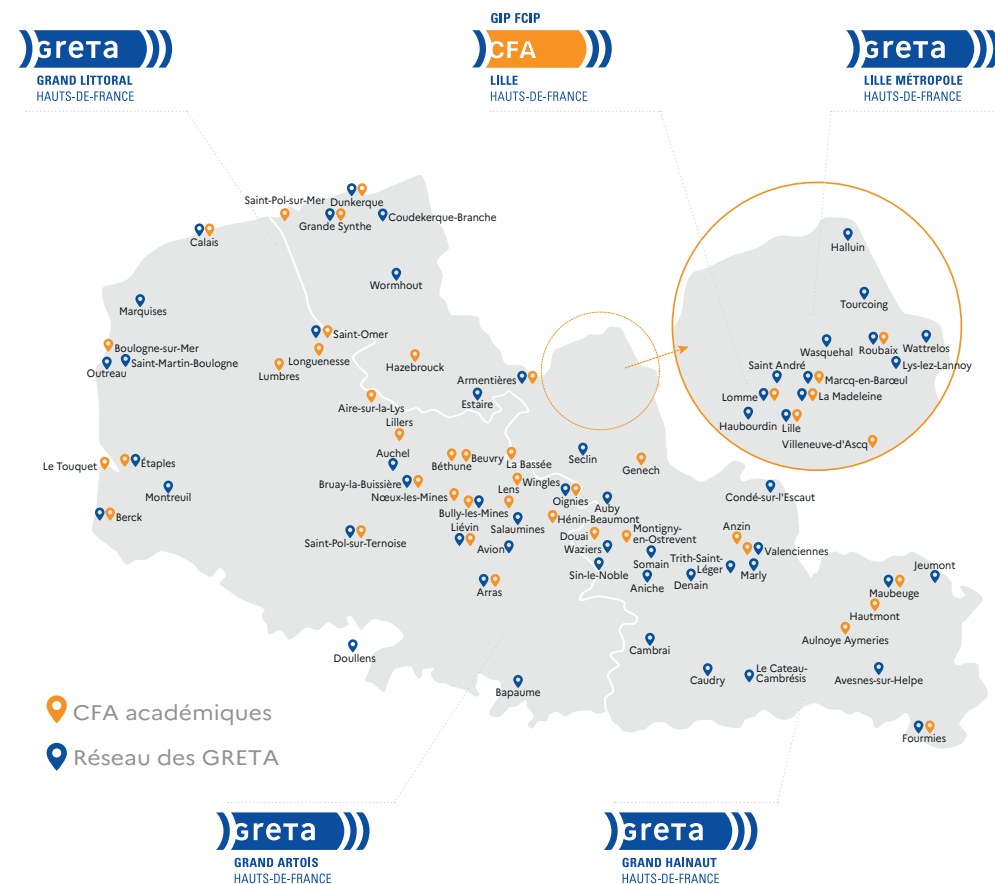 GRETA
GRAND LITTORAL
HAUTS-DE-FRANCE
GIP FCIP
CFA
LILLE
HAUTS-DE-FRANCE
GRETA
LILLE MÉTROPOLE
HAUTS-DE-FRANCE
Saint-Pol-sur-Mer
Dunkerque
Grande Synthe
Coudekerque-Branche
Calais
Wormhout
Marquises
Saint-Omer
Boulogne-sur-Mer
Saint-Martin-Boulogne
Outreau
Longuenesse
Lumbres
Hazebrouck
Armentières
Estaire
Aire-sur-la-Lys
Lillers
Halluin
Tourcoing
Wasquehal
Roubaix
Wattrelos
Lys-lez-Lannoy
Saint André
Marcq-en-Barœul
Lomme
La Madeleine
Haubourdin
Lille
Villeneuve-d'Ascq
Le Touquet
Étaples
Montreuil
Berck
Auchel
Béthune
Beuvry
La Bassée
Seclin
Genech
Bruay-la-Buissière
Nœux-les-Mines
Lens
Wingles
Oignies
Auby
Condé-sur-l'Escaut
Bully-les-Mines
Salaumines
Hénin-Beaumont
Saint-Pol-sur-Ternoise
Liévin
Avion
Douai
Waziers
Montigny-
en-Ostrevent
Anzin
Valenciennes
Sin-le-Noble
Somain
Trith-Saint-
Léger
Marly
Aniche
Denain
Jeumont
Maubeuge
Hautmont
Aulnoye Aymeries
Arras
Doullens
Cambrai
Bapaume
Caudry
Le Cateau-
Cambrésis
Avesnes-sur-Helpe
Fourmies
CFA académiques
Réseau des GRETA
GRETA
GRAND ARTOIS
HAUTS-DE-FRANCE
GRETA
GRAND HAINAUT
HAUTS-DE-FRANCE